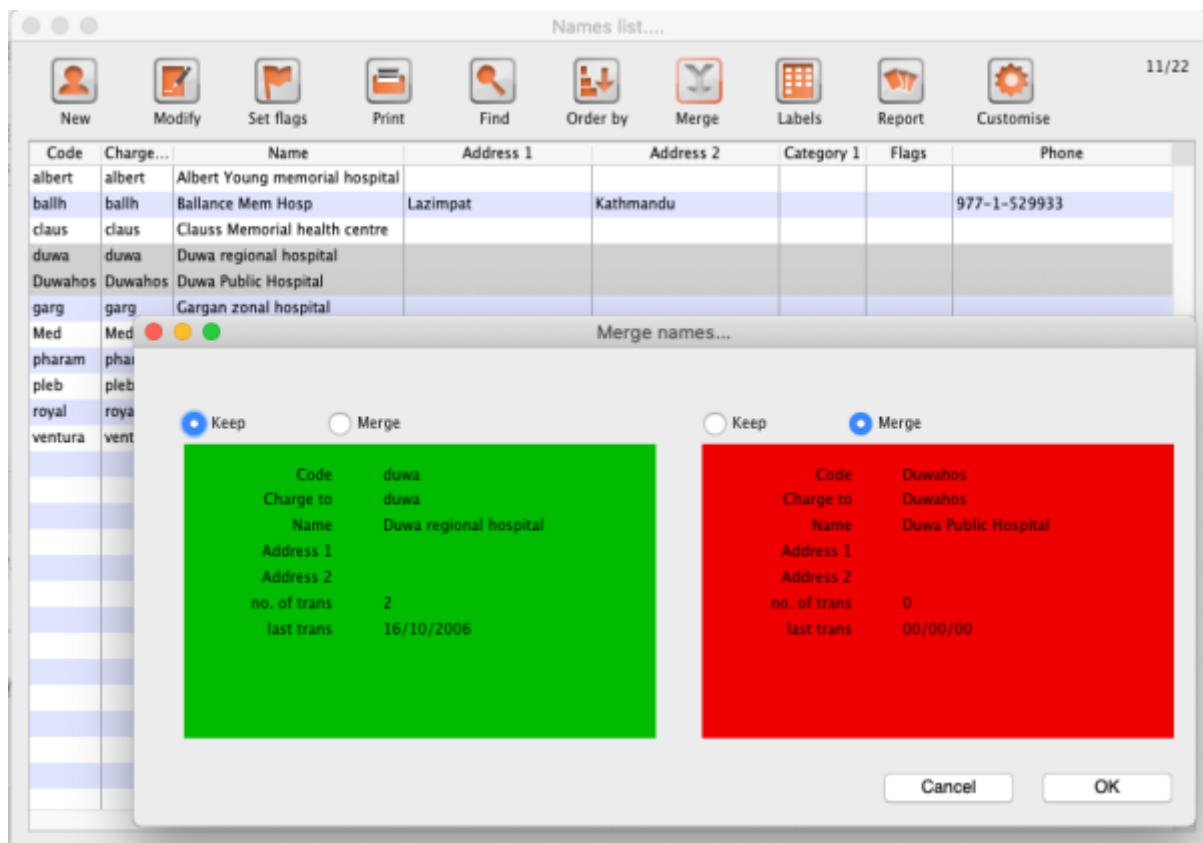 Names list....
11/22
New Modify Set flags Print Find Order by Merge Labels Report Customise
Code Charge... Name Address 1 Address 2 Category 1 Flags Phone
albert albert Albert Young memorial hospital
ballh ballh Ballance Mem Hosp Lazimpat Kathmandu 977-1-529933
claus claus Clauss Memorial health centre
duwa duwa Duwa regional hospital
Duwahos Duwahos Duwa Public Hospital
garg garg Gargan zonal hospital
Med Med
pharam phar
pleb pleb
royal roya
ventura vent
Merge names...
Keep Merge Keep Merge
Code duwa Code Duwahos
Charge to duwa Charge to Duwahos
Name Duwa regional hospital Name Duwa Public Hospital
Address 1 Address 1
Address 2 Address 2
no. of trans 2 no. of trans 0
last trans 16/10/2006 last trans 00/00/00
Cancel OK